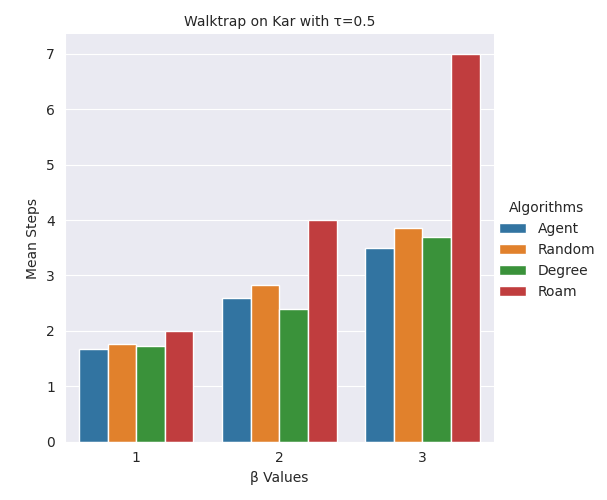 Walktrap on Kar with τ=0.5
7
6
5
4
3
2
1
0
Mean Steps
1 2 3
β Values
Algorithms
Agent
Random
Degree
Roam